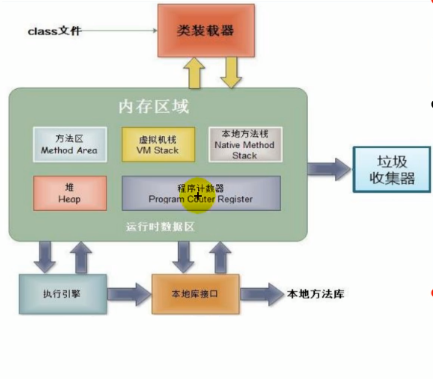 class文件
类装载器
内存区域
方法区
Method Area
虚拟机栈
VM Stack
本地方法栈
Native Method
Stack
堆
Heap
程序计数器
Program Couter Register
运行时数据区
垃圾
收集器
执行引擎
本地库接口
本地方法库